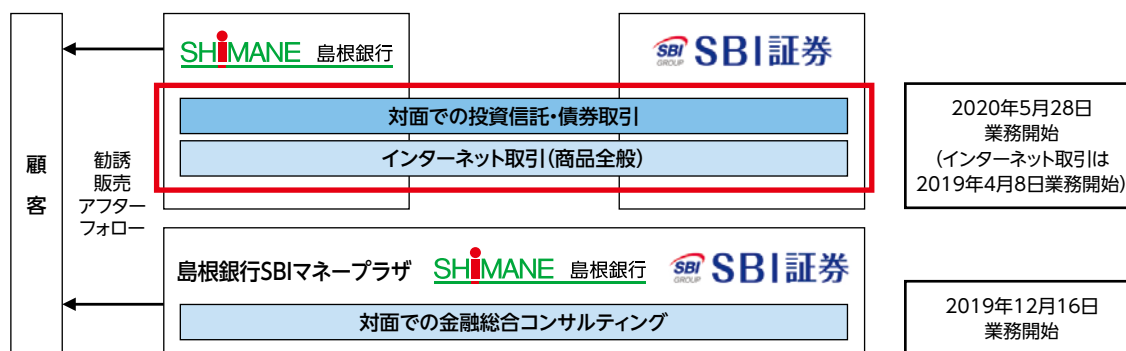 SHiMANE 島根銀行
SBI GROUP SBI証券
対面での投資信託・債券取引
インターネット取引(商品全般)
2020年5月28日
業務開始
(インターネット取引は
2019年4月8日業務開始)
顧客
勧誘
販売
アフター
フォロー
島根銀行SBIマネープラザ SHiMANE 島根銀行 SBI GROUP SBI証券
対面での金融総合コンサルティング
2019年12月16日
業務開始